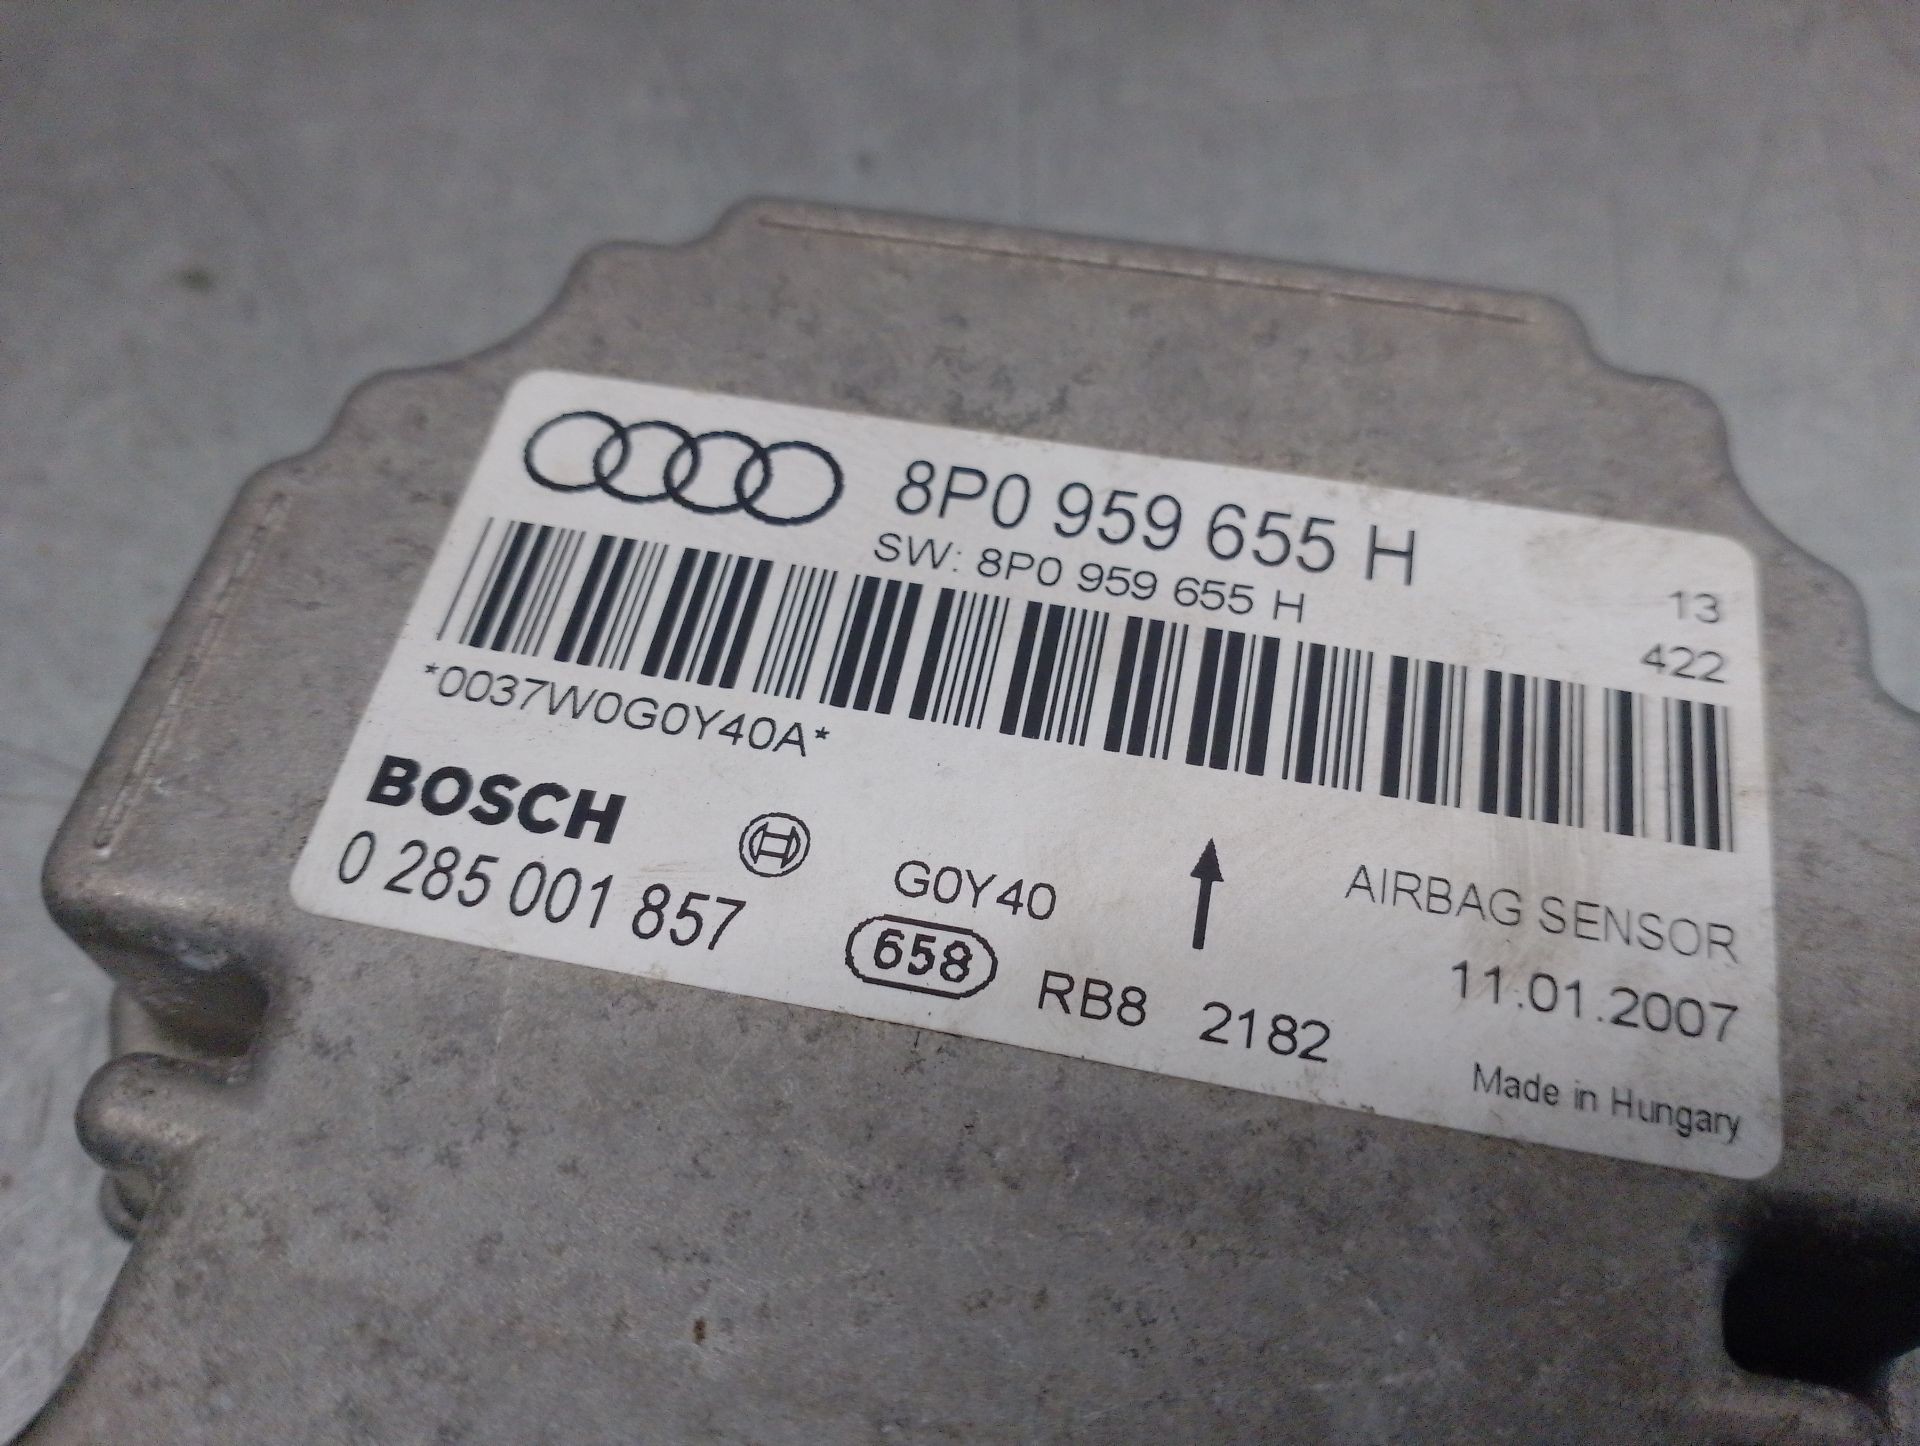 8P0 959 655 H
SW: 8P0 959 655 H
13
422
*0037W0G0Y40A*
BOSCH
0 285 001 857
G0Y40
658
RB8 2182
AIRBAG SENSOR
11.01.2007
Made in Hungary